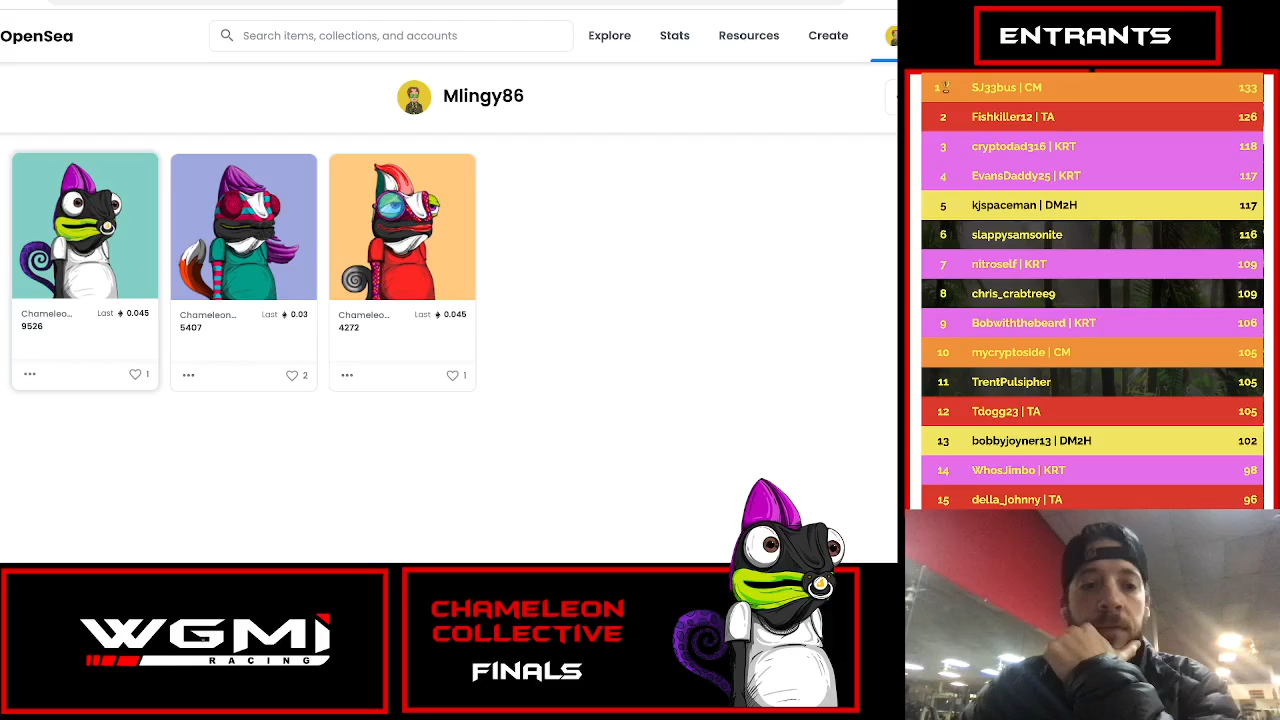 OpenSea
Search items, collections, and accounts
Explore
Stats
Resources
Create
Mlingy86
Chameleo... Last 0.045
9526
1
Chameleon... Last 0.03
5407
2
Chameleo... Last 0.045
4272
1
ENTRANTS
1 SJ33bus | CM 133
2 Fishkiller12 | TA 126
3 cryptodad316 | KRT 118
4 EvansDaddy25 | KRT 117
5 kjspaceman | DM2H 117
6 slappysamsonite 116
7 nitroself | KRT 109
8 chris_crabtree9 109
9 Bobwiththebeard | KRT 106
10 mycryptoside | CM 105
11 TrentPulsipher 105
12 Tdogg23 | TA 105
13 bobbyjoyner13 | DM2H 102
14 WhosJimbo | KRT 98
15 della_johnny | TA 96
WGMI
RACING
CHAMELEON
COLLECTIVE
FINALS